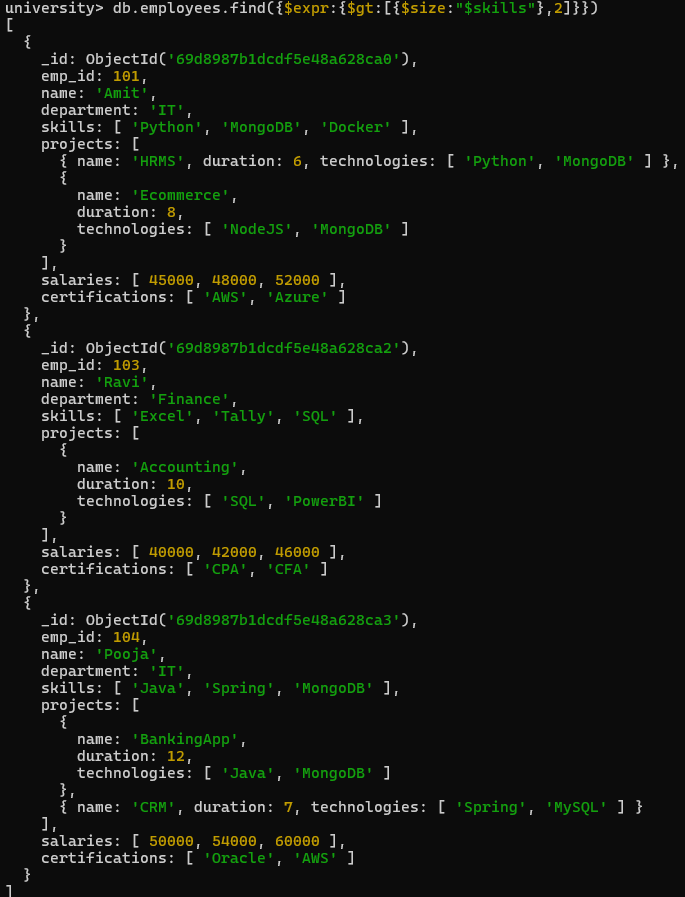 university> db.employees.find({$expr:{$gt:[{$size:"$skills"},2]}})
[
  {
    _id: ObjectId('69d8987b1dcdf5e48a628ca0'),
    emp_id: 101,
    name: 'Amit',
    department: 'IT',
    skills: [ 'Python', 'MongoDB', 'Docker' ],
    projects: [
      { name: 'HRMS', duration: 6, technologies: [ 'Python', 'MongoDB' ] },
      {
        name: 'Ecommerce',
        duration: 8,
        technologies: [ 'NodeJS', 'MongoDB' ]
      }
    ],
    salaries: [ 45000, 48000, 52000 ],
    certifications: [ 'AWS', 'Azure' ]
  },
  {
    _id: ObjectId('69d8987b1dcdf5e48a628ca2'),
    emp_id: 103,
    name: 'Ravi',
    department: 'Finance',
    skills: [ 'Excel', 'Tally', 'SQL' ],
    projects: [
      {
        name: 'Accounting',
        duration: 10,
        technologies: [ 'SQL', 'PowerBI' ]
      }
    ],
    salaries: [ 40000, 42000, 46000 ],
    certifications: [ 'CPA', 'CFA' ]
  },
  {
    _id: ObjectId('69d8987b1dcdf5e48a628ca3'),
    emp_id: 104,
    name: 'Pooja',
    department: 'IT',
    skills: [ 'Java', 'Spring', 'MongoDB' ],
    projects: [
      {
        name: 'BankingApp',
        duration: 12,
        technologies: [ 'Java', 'MongoDB' ]
      },
      { name: 'CRM', duration: 7, technologies: [ 'Spring', 'MySQL' ] }
    ],
    salaries: [ 50000, 54000, 60000 ],
    certifications: [ 'Oracle', 'AWS' ]
  }
]